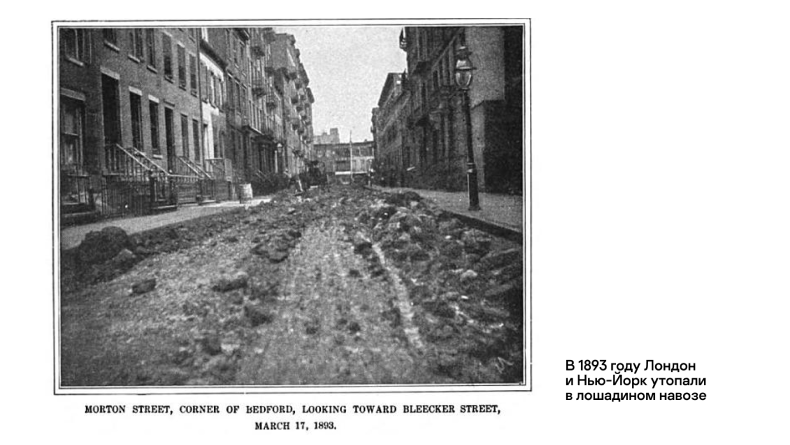 MORTON STREET, CORNER OF BEDFORD, LOOKING TOWARD BLEECKER STREET,
MARCH 17, 1893.
В 1893 году Лондон
и Нью-Йорк утопали
в лошадином навозе